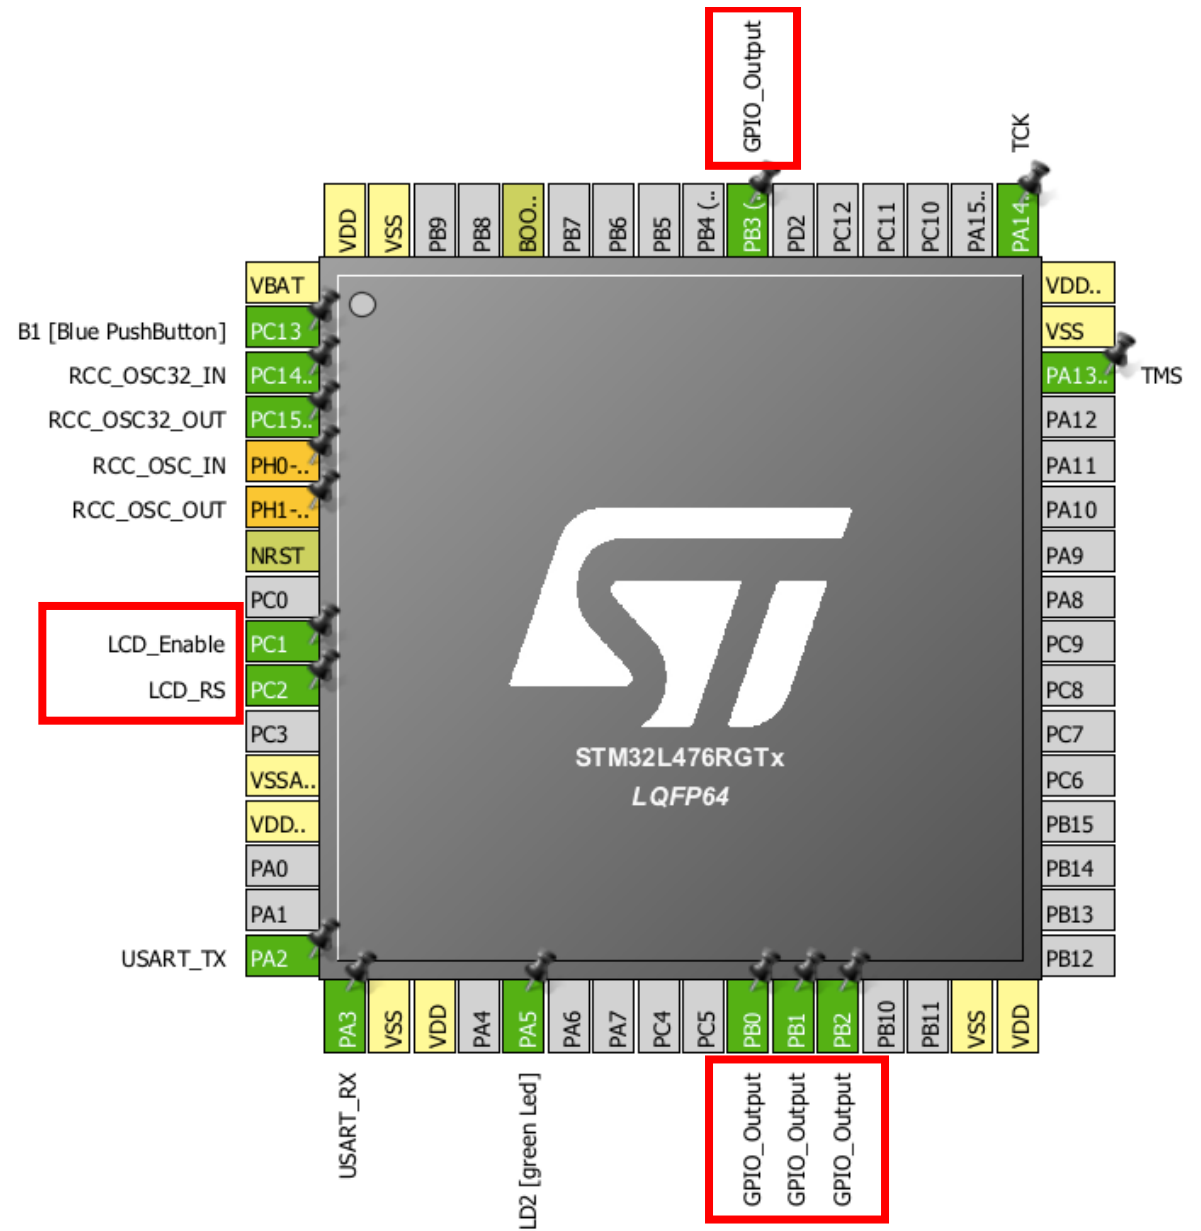 GPIO_Output
TCK
VDD
VSS
PB9
PB8
BOO..
PB7
PB6
PB5
PB4 (..
PB3 (..
PD2
PC12
PC11
PC10
PA15..
PA14..
VBAT
B1 [Blue PushButton] PC13
RCC_OSC32_IN PC14..
RCC_OSC32_OUT PC15..
RCC_OSC_IN PH0-..
RCC_OSC_OUT PH1-..
NRST
PC0
LCD_Enable PC1
LCD_RS PC2
PC3
VSSA..
VDD..
PA0
PA1
USART_TX PA2
STM32L476RGTx
LQFP64
VDD..
VSS
PA13.. TMS
PA12
PA11
PA10
PA9
PA8
PC9
PC8
PC7
PC6
PB15
PB14
PB13
PB12
PA3
VSS
VDD
PA4
PA5
PA6
PA7
PC4
PC5
PB0
PB1
PB2
PB10
PB11
VSS
VDD
USART_RX
LD2 [green Led]
GPIO_Output
GPIO_Output
GPIO_Output